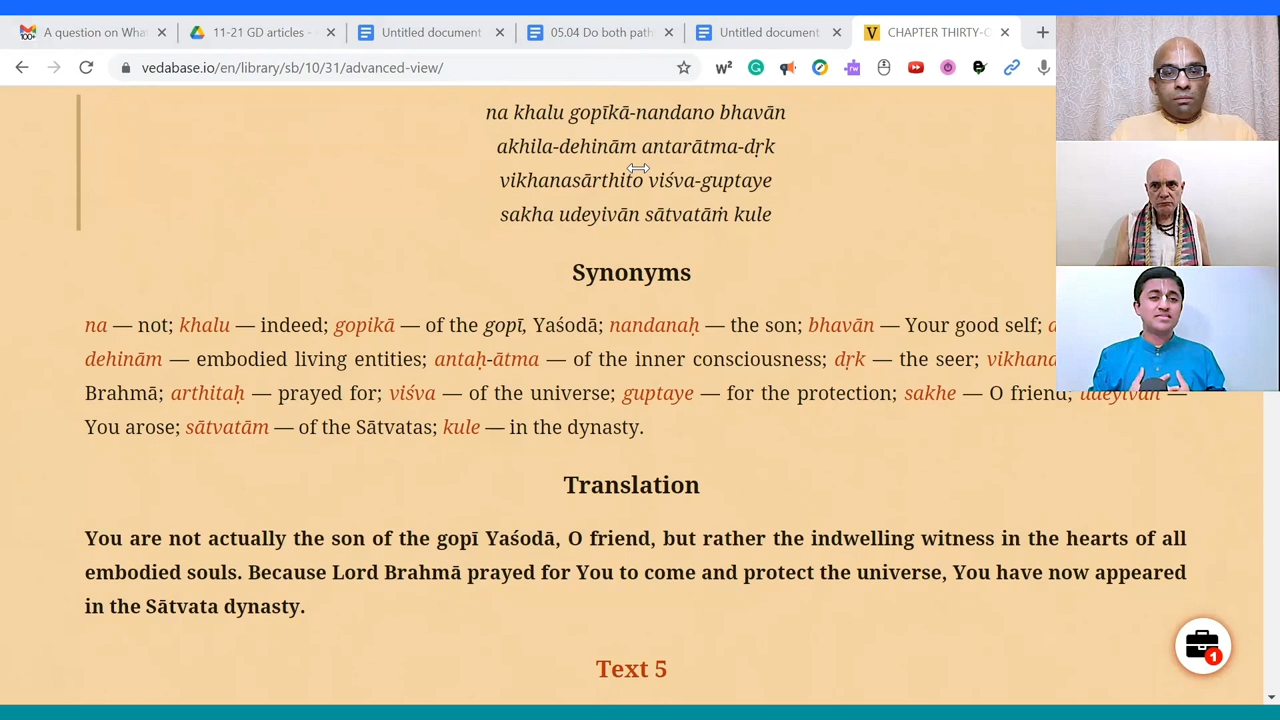 A question on Wha
11-21 GD articles -
Untitled document
05.04 Do both path
Untitled document
CHAPTER THIRTY-O
vedabase.io/en/library/sb/10/31/advanced-view/
na khalu gopīkā-nandano bhavān
akhila-dehinām antarātma-dṛk
vikhanasārthito viśva-guptaye
sakha udeyivān sātvatāṁ kule
Synonyms
na — not; khalu — indeed; gopikā — of the gopī, Yaśodā; nandanaḥ — the son; bhavān — Your good self;
dehinām — embodied living entities; antaḥ-ātma — of the inner consciousness; dṛk — the seer; vikhana
Brahmā; arthitaḥ — prayed for; viśva — of the universe; guptaye — for the protection; sakhe — O friend; udeyivān —
You arose; sātvatām — of the Sātvatas; kule — in the dynasty.
Translation
You are not actually the son of the gopī Yaśodā, O friend, but rather the indwelling witness in the hearts of all
embodied souls. Because Lord Brahmā prayed for You to come and protect the universe, You have now appeared
in the Sātvata dynasty.
1
Text 5